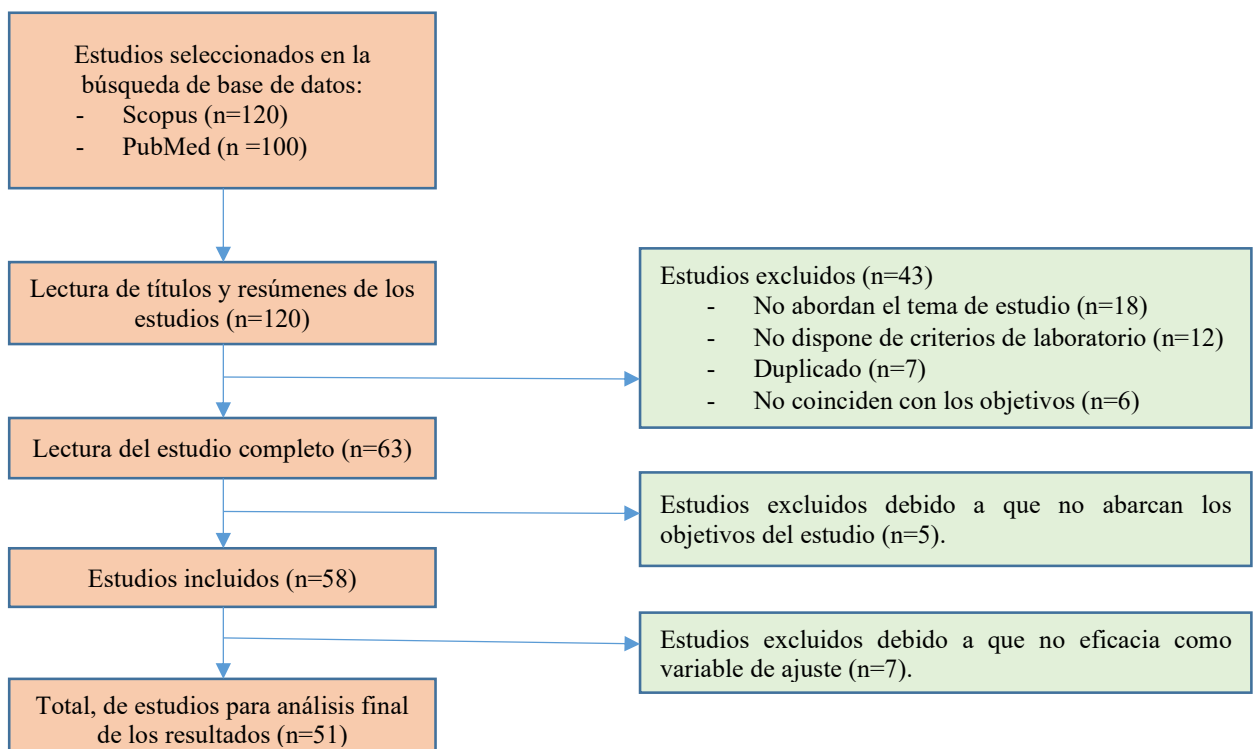 Estudios seleccionados en la
búsqueda de base de datos:
- Scopus (n=120)
- PubMed (n =100)
Lectura de títulos y resúmenes de los
estudios (n=120)
Estudios excluidos (n=43)
- No abordan el tema de estudio (n=18)
- No dispone de criterios de laboratorio (n=12)
- Duplicado (n=7)
- No coinciden con los objetivos (n=6)
Lectura del estudio completo (n=63)
Estudios excluidos debido a que no abarcan los
objetivos del estudio (n=5).
Estudios incluidos (n=58)
Estudios excluidos debido a que no eficacia como
variable de ajuste (n=7).
Total, de estudios para análisis final
de los resultados (n=51)